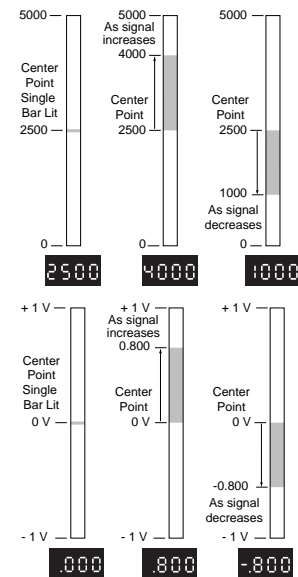 5000
Center
Point
Single
Bar Lit
2500
0
2500
5000
As signal
increases
4000
Center
Point
2500
0
4000
5000
Center
Point
2500
1000
As signal
decreases
0
1000
+ 1 V
Center
Point
Single
Bar Lit
0 V
- 1 V
.000
+ 1 V
As signal
increases
0.800
Center
Point
0 V
- 1 V
.800
+ 1 V
Center
Point
0 V
-0.800
As signal
decreases
- 1 V
-.800